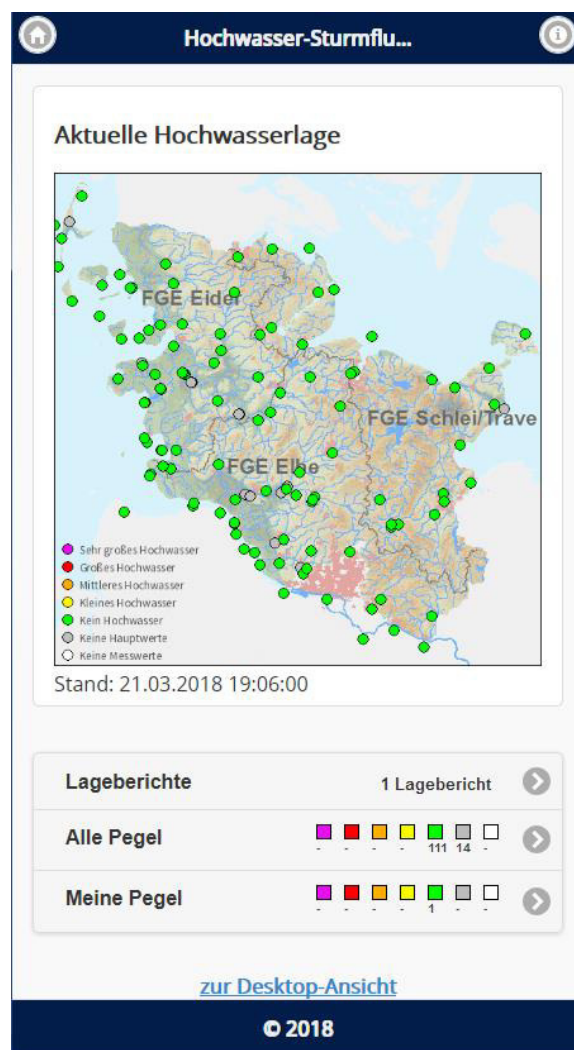 Hochwasser-Sturmflu...
Aktuelle Hochwasserlage
FGE Eider
FGE Schlei/Trave
FGE Elbe
Sehr großes Hochwasser
Großes Hochwasser
Mittleres Hochwasser
Kleines Hochwasser
Kein Hochwasser
Keine Hauptwerte
Keine Messwerte
Stand: 21.03.2018 19:06:00
Lageberichte 1 Lagebericht
Alle Pegel
- - - - 111 14 -
Meine Pegel
- - - - 1 - -
zur Desktop-Ansicht
© 2018